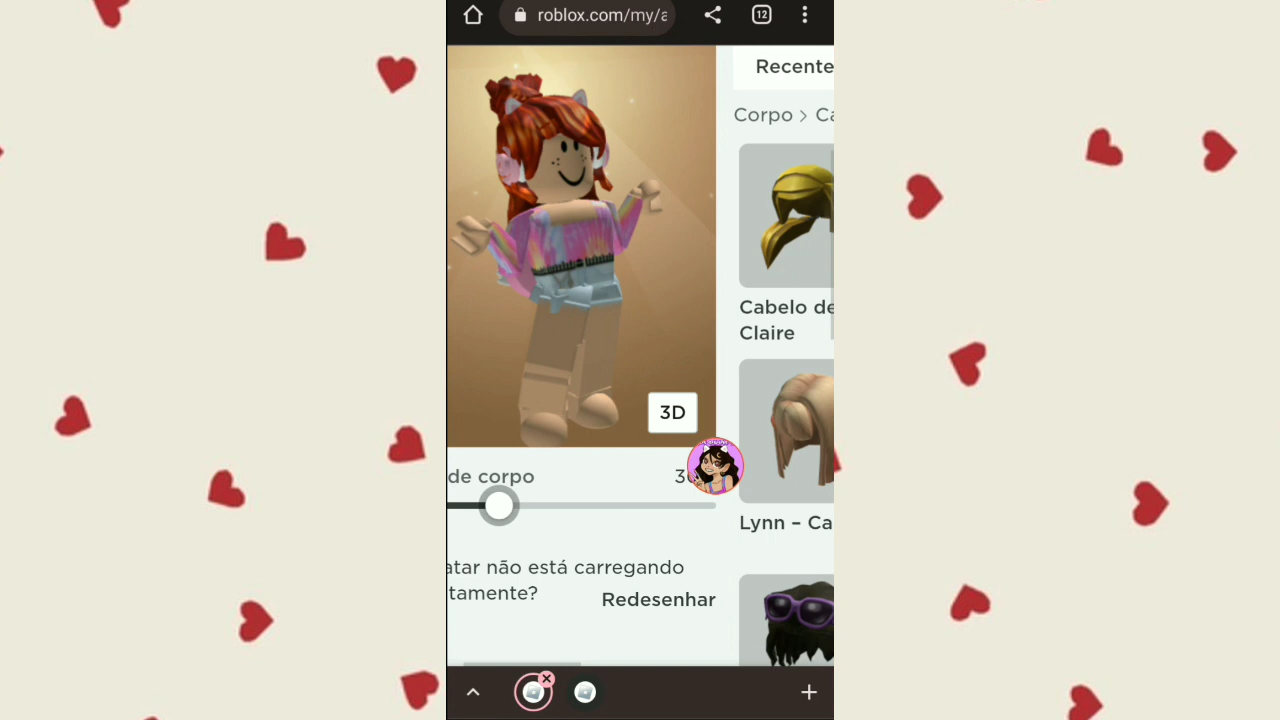 roblox.com/my/a
12
Recente
Corpo > Ca
3D
Cabelo de
Claire
de corpo
Lynn – Ca
atar não está carregando
tamente?
Redesenhar